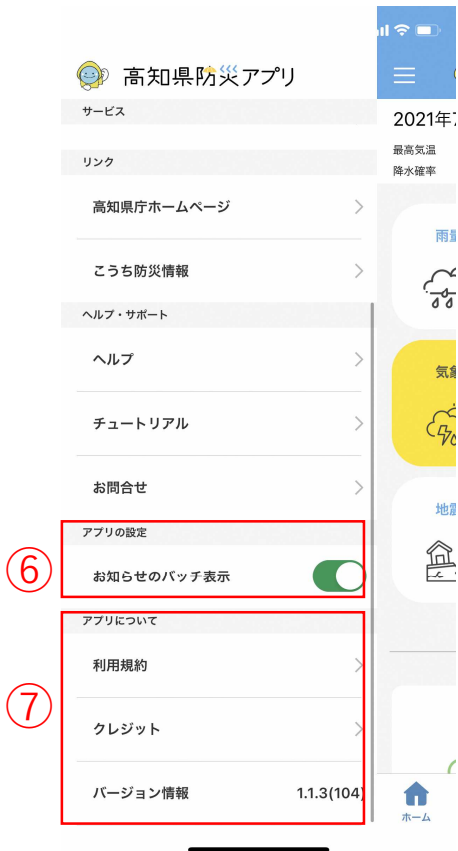 高知県防災アプリ
サービス
リンク
高知県庁ホームページ
こうち防災情報
ヘルプ・サポート
ヘルプ
チュートリアル
お問合せ
⑥
アプリの設定
お知らせのバッチ表示
⑦
アプリについて
利用規約
クレジット
バージョン情報 1.1.3(104)
2021年7
最高気温
降水確率
雨量
気象
地震
ホーム